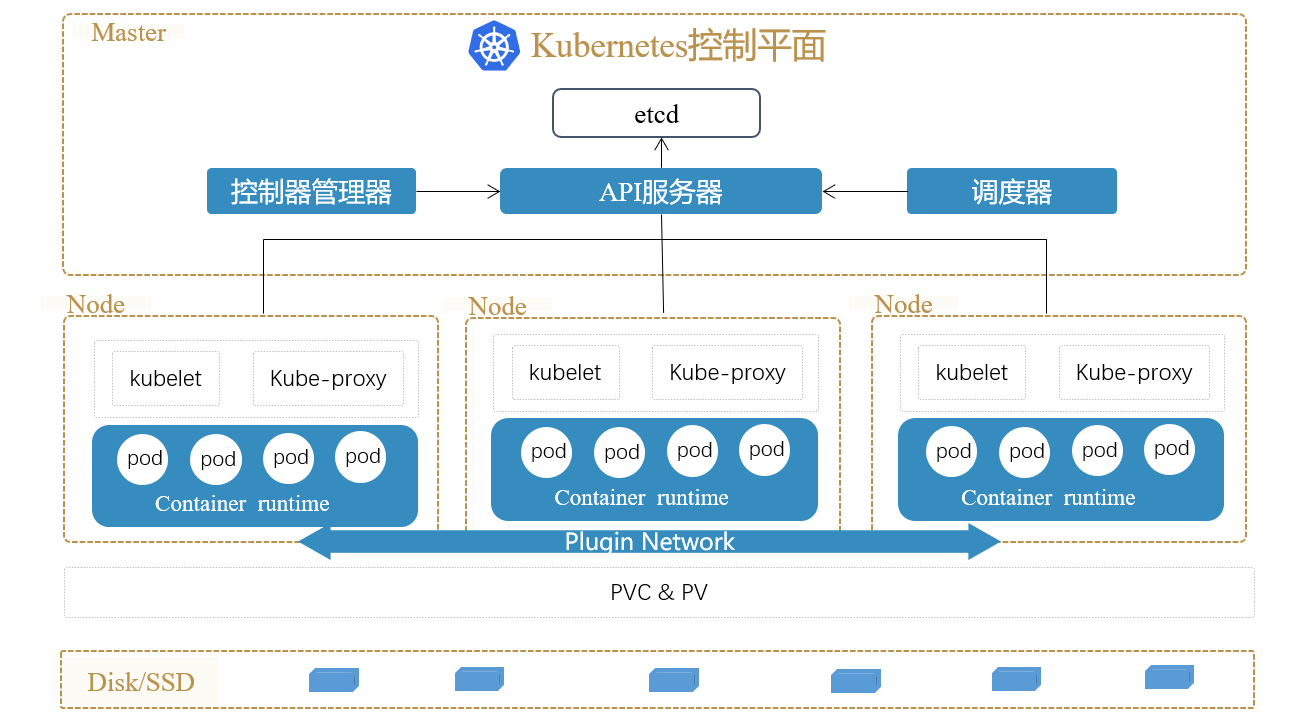 Master
Kubernetes控制平面
etcd
控制器管理器
API服务器
调度器
Node
Node
Node
kubelet
Kube-proxy
kubelet
Kube-proxy
kubelet
Kube-proxy
pod
pod
pod
pod
pod
pod
pod
pod
pod
pod
pod
pod
Container runtime
Container runtime
Container runtime
Plugin Network
PVC & PV
Disk/SSD